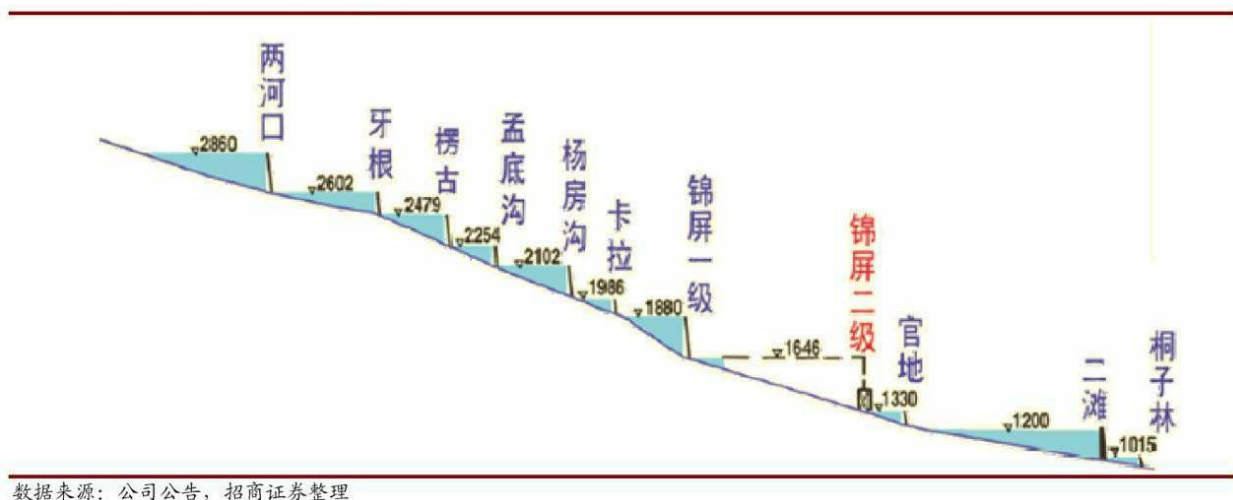 两河口
2860
牙根
2602
楞古
2479
孟底沟
2254
杨房沟
2102
卡拉
1986
锦屏一级
1880
锦屏二级
1646
官地
1330
二滩
1200
桐子林
1015
数据来源：公司公告，招商证券整理